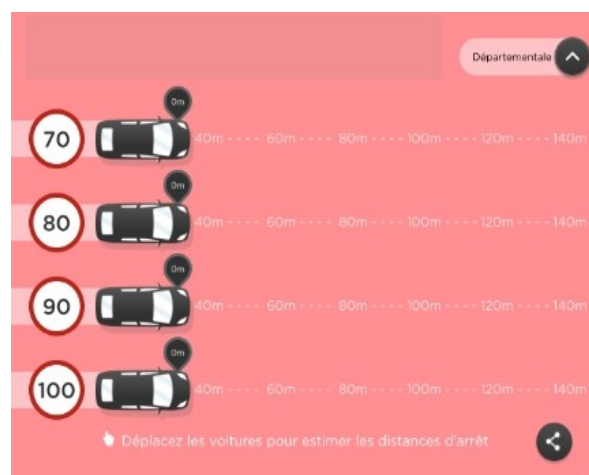 Départementale
0m
70 40m 60m 80m 100m 120m 140m
0m
80 40m 60m 80m 100m 120m 140m
0m
90 40m 60m 80m 100m 120m 140m
0m
100 40m 60m 80m 100m 120m 140m
Déplacez les voitures pour estimer les distances d'arrêt